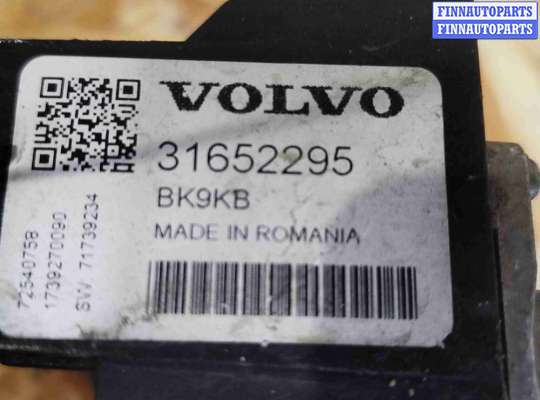 FINNAUTOPARTS
FINNAUTOPARTS
VOLVO
31652295
BK9KB
MADE IN ROMANIA
72540758
1739270090
SW 71739234